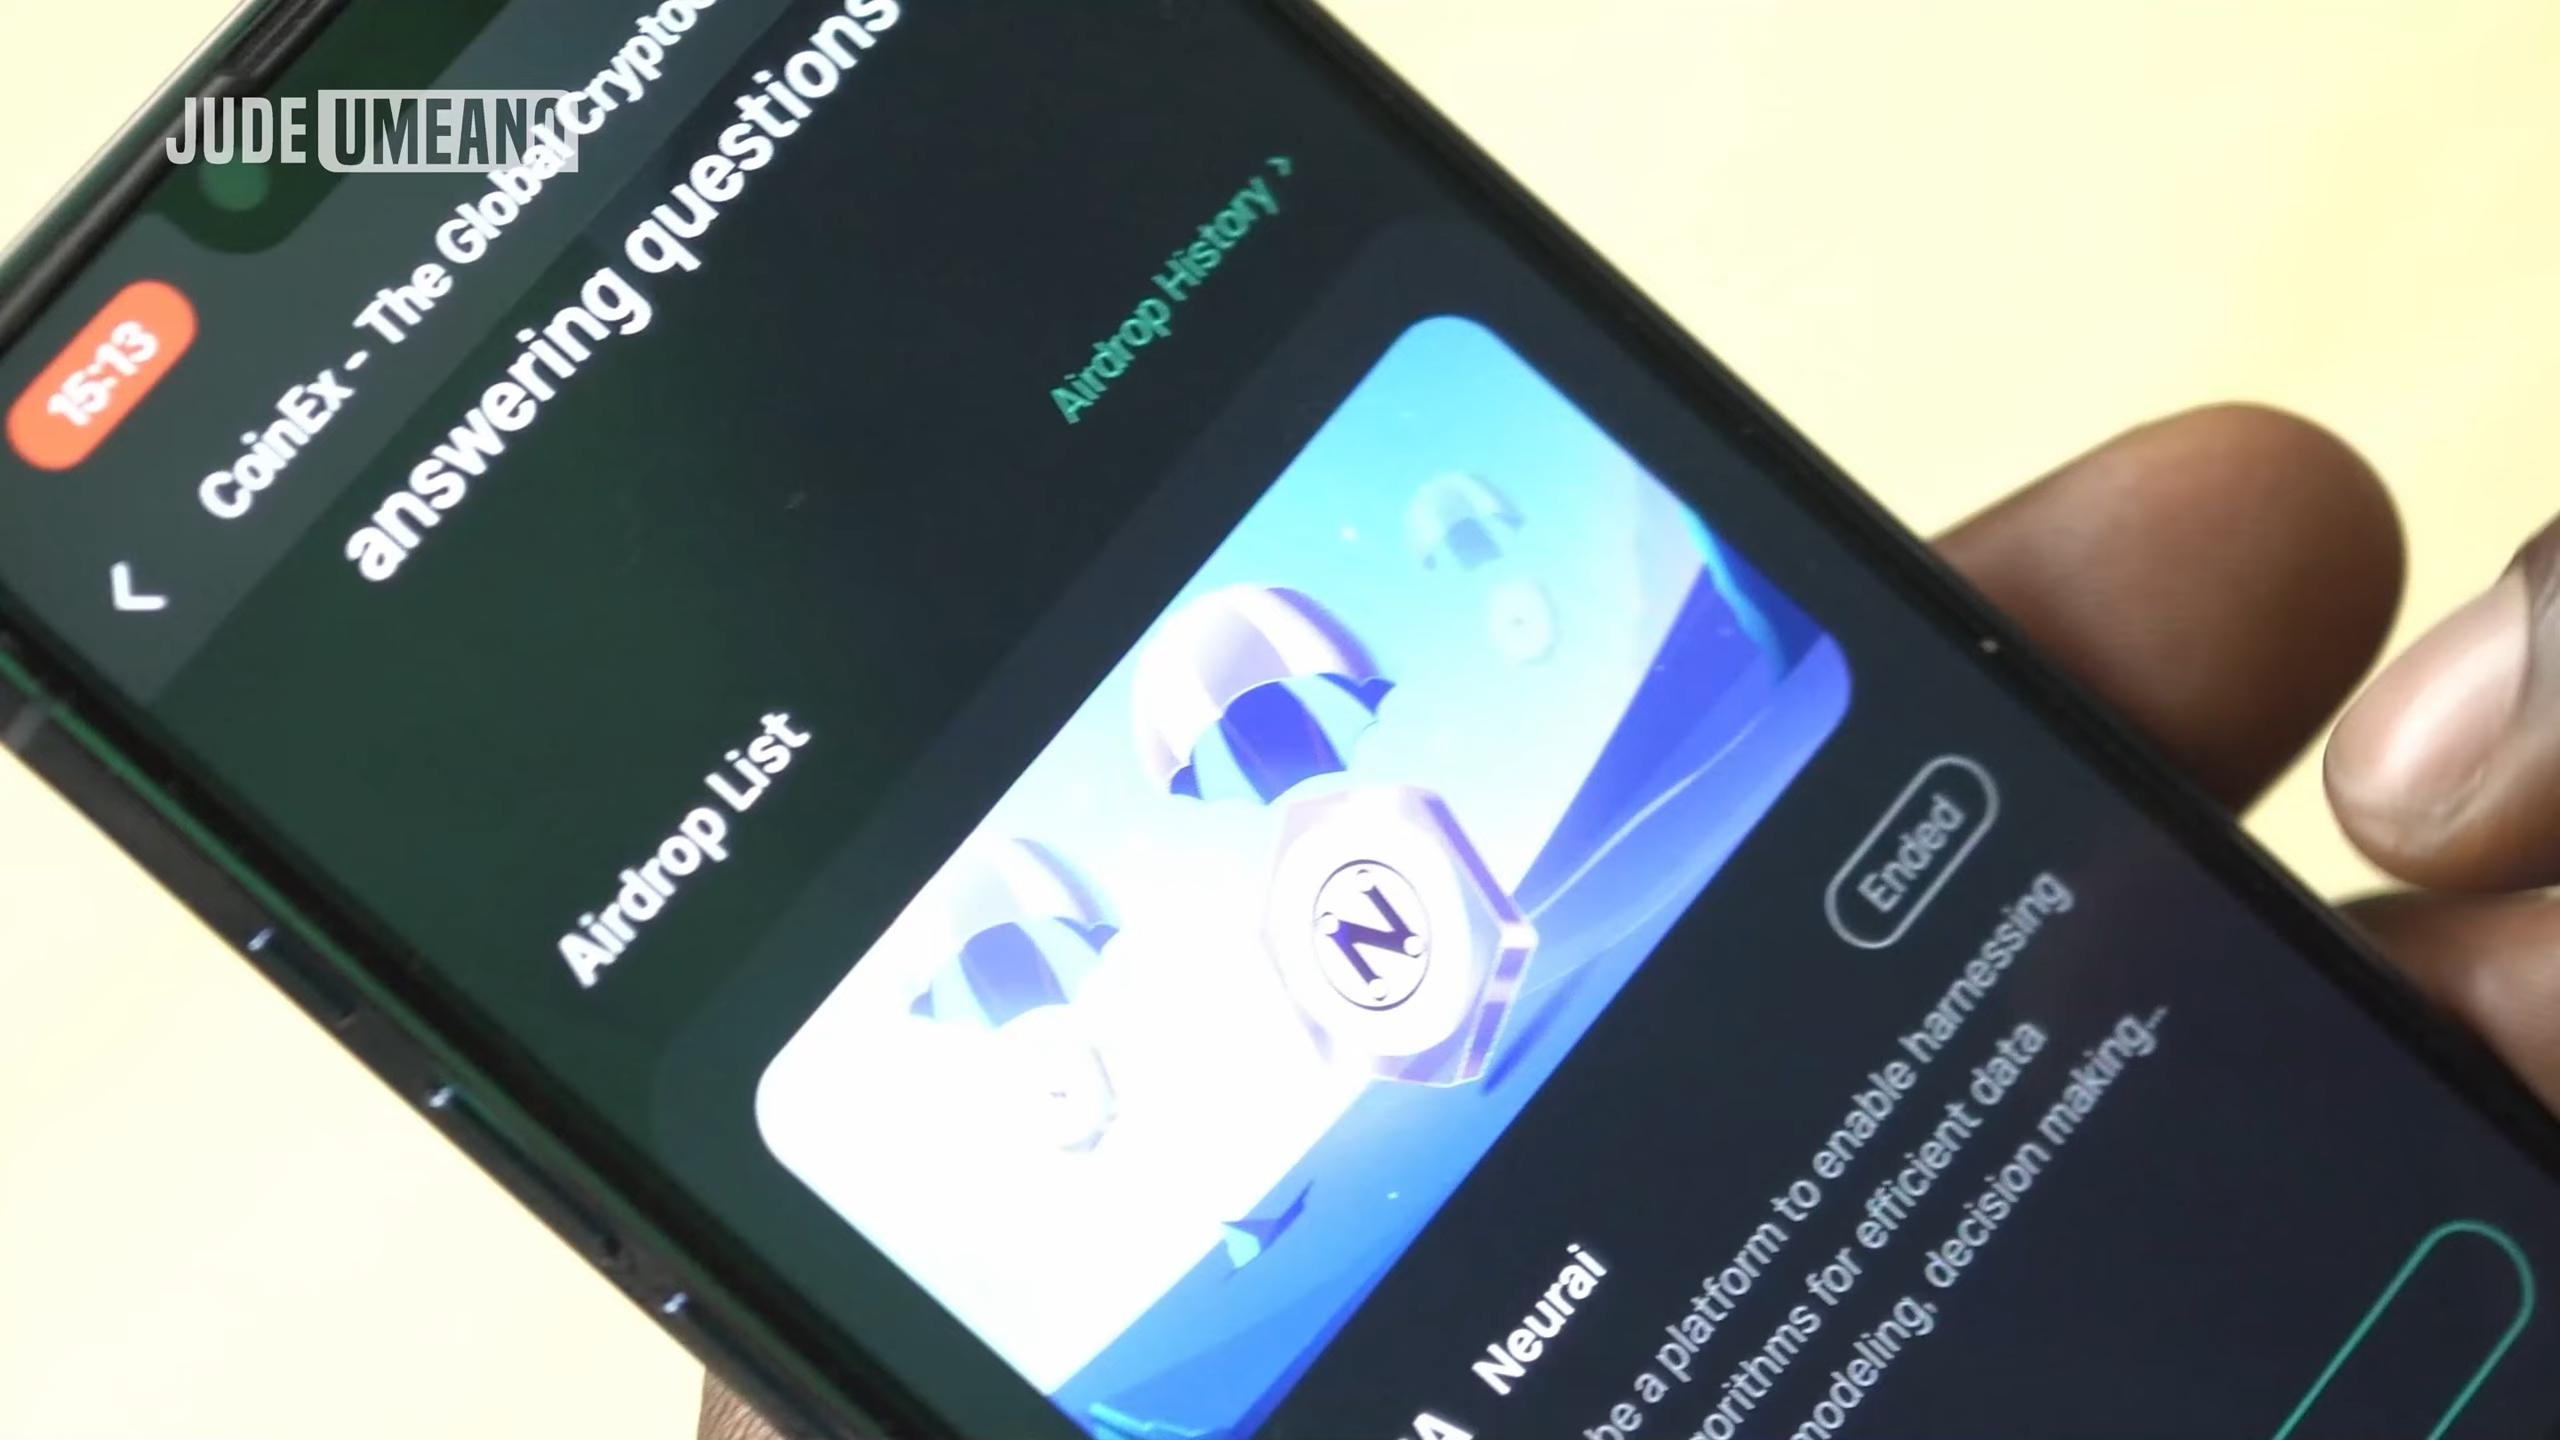 JUDE UMEANO
15:13
CoinEx - The Global Crypto
answering questions
Airdrop History ›
Airdrop List
N
Ended
Neurai
be a platform to enable harnessing
gorithms for efficient data
modeling, decision making...